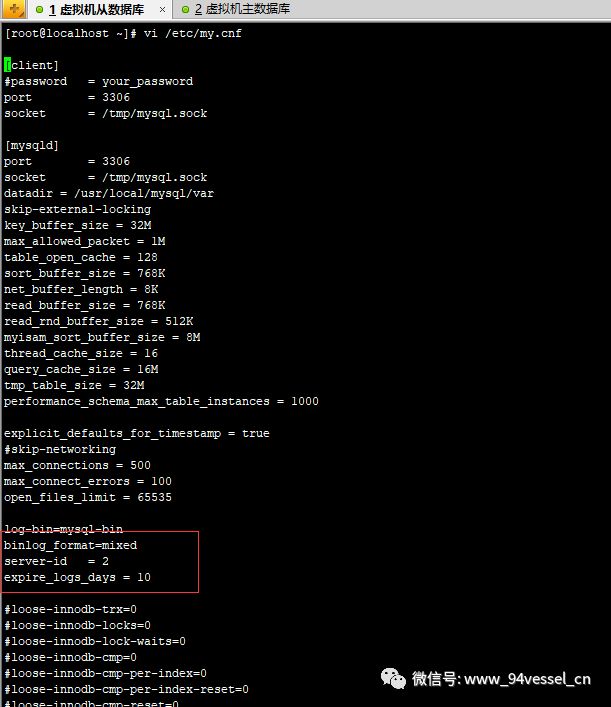 1 虚拟机从数据库 × 2 虚拟机主数据库
[root@localhost ~]# vi /etc/my.cnf
[client]
#password   = your_password
port        = 3306
socket      = /tmp/mysql.sock
[mysqld]
port        = 3306
socket      = /tmp/mysql.sock
datadir = /usr/local/mysql/var
skip-external-locking
key_buffer_size = 32M
max_allowed_packet = 1M
table_open_cache = 128
sort_buffer_size = 768K
net_buffer_length = 8K
read_buffer_size = 768K
read_rnd_buffer_size = 512K
myisam_sort_buffer_size = 8M
thread_cache_size = 16
query_cache_size = 16M
tmp_table_size = 32M
performance_schema_max_table_instances = 1000
explicit_defaults_for_timestamp = true
#skip-networking
max_connections = 500
max_connect_errors = 100
open_files_limit = 65535
log-bin=mysql-bin
binlog_format=mixed
server-id   = 2
expire_logs_days = 10
#loose-innodb-trx=0
#loose-innodb-locks=0
#loose-innodb-lock-waits=0
#loose-innodb-cmp=0
#loose-innodb-cmp-per-index=0
#loose-innodb-cmp-per-index-reset=0
#loose-innodb-cmp-reset=0
微信号: www_94vessel_cn